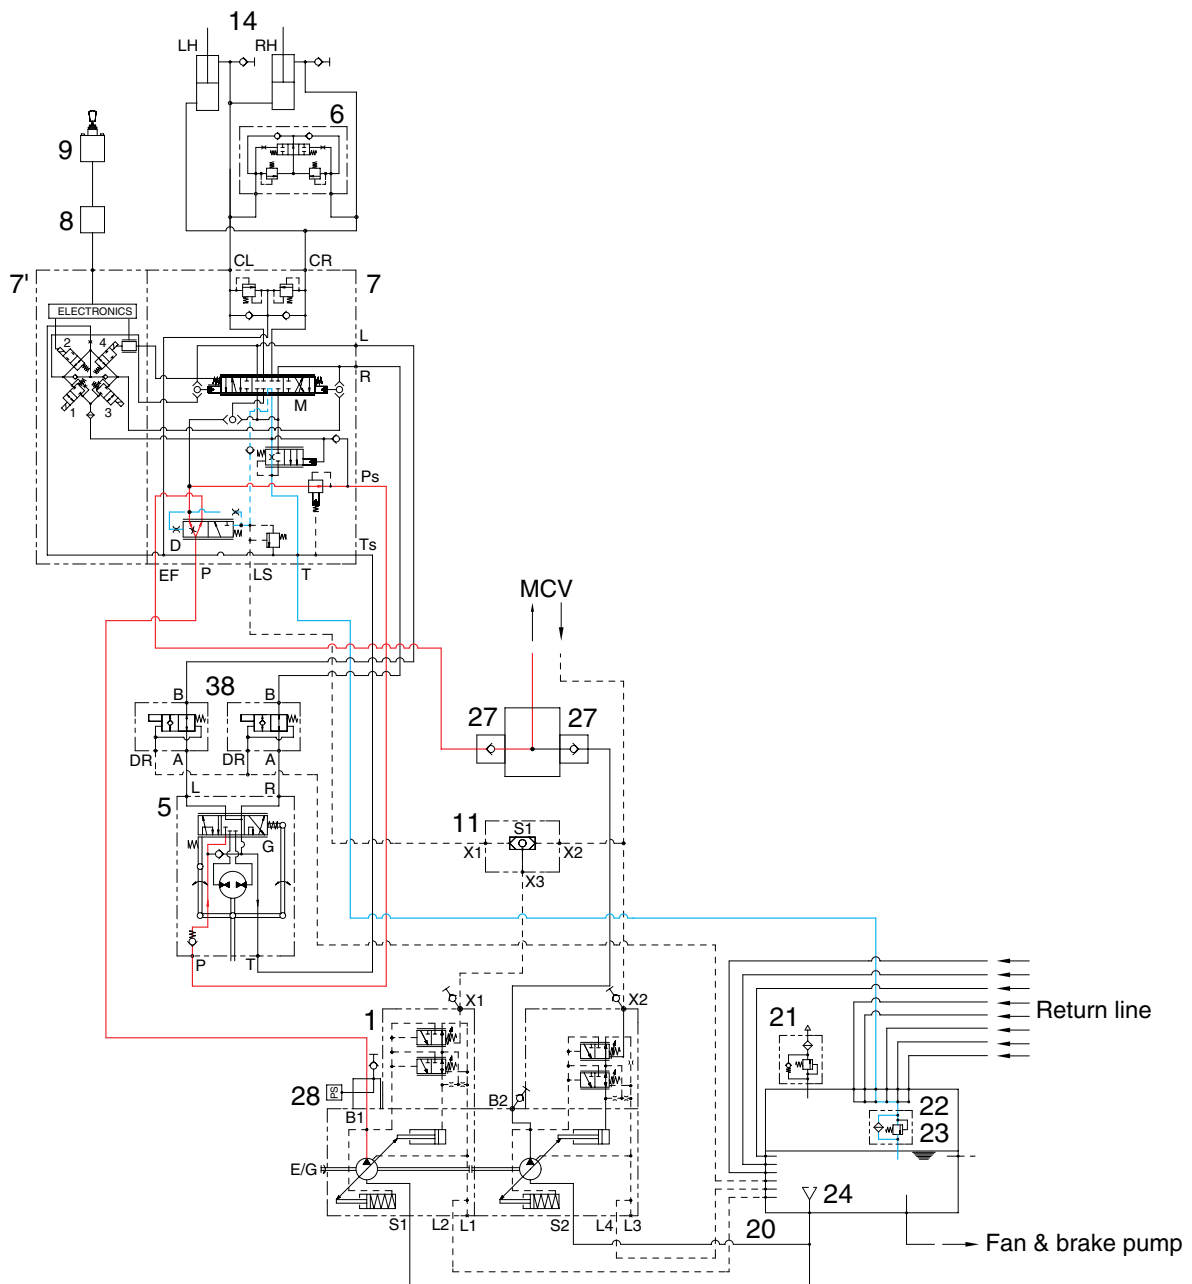 14
LH RH
6
9
8
CL CR
7' 7
ELECTRONICS
L
2 4
R
M
1 3
Ps
D
Ts
EF P LS T
MCV
B 38 B
27 27
DR A DR A
L R
5
11 S1
G
X1 X2
X3
P T
X1 X2
1
Return line
21
28 PS
B1 B2
22
23
E/G
24
S1 L2 L1 S2 L4 L3 20
Fan & brake pump